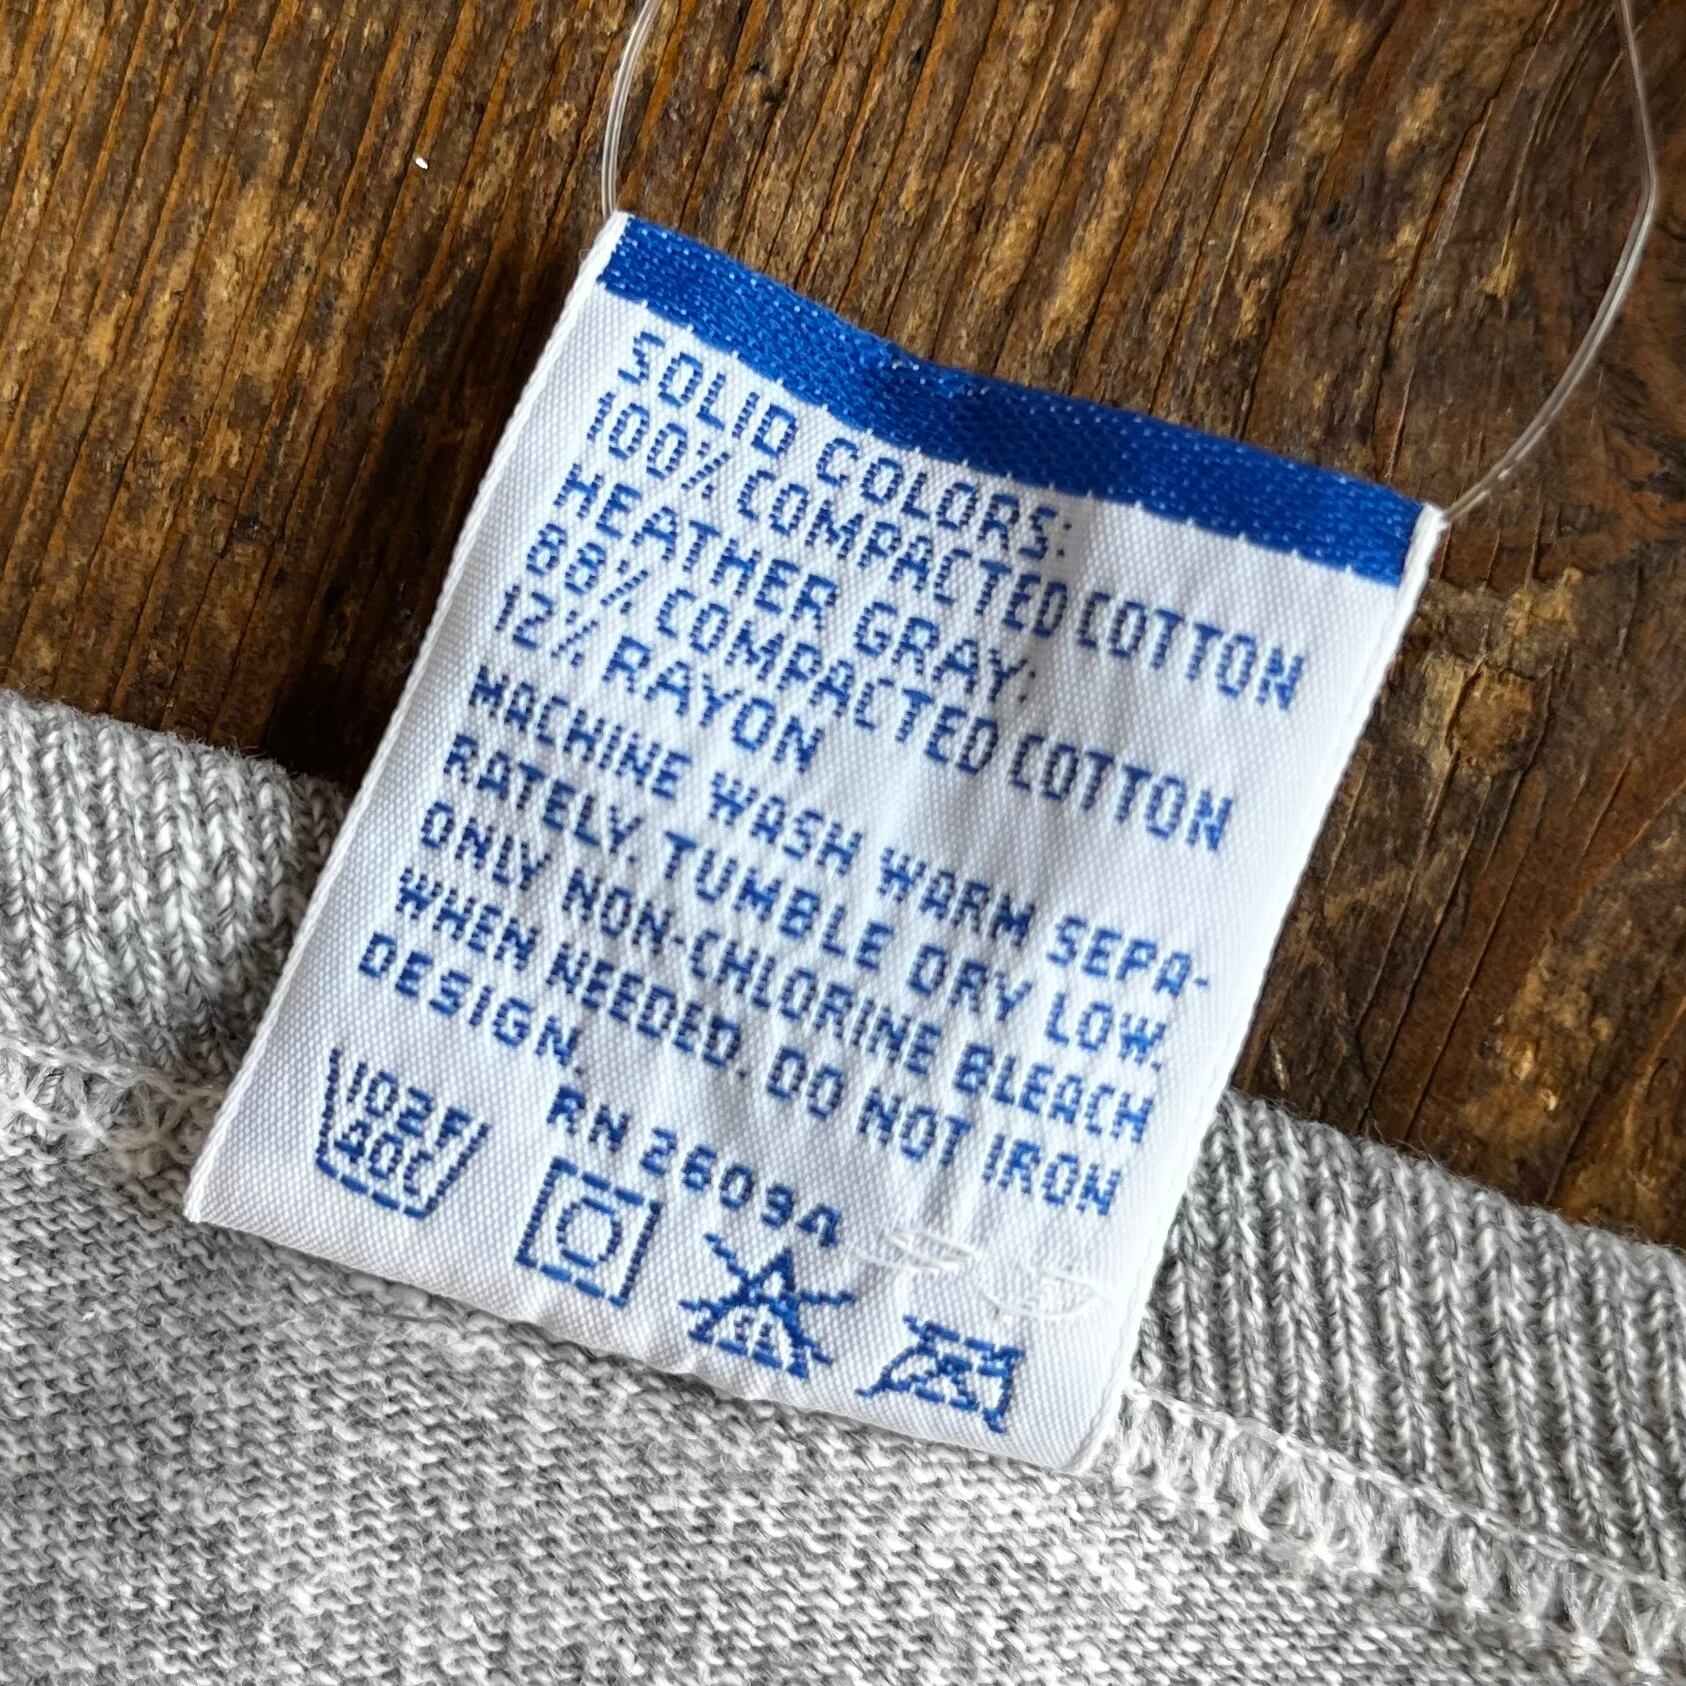 SOLID COLORS:
100% COMPACTED COTTON
HEATHER GRAY:
88% COMPACTED COTTON
12% RAYON
MACHINE WASH WARM SEPA-
RATELY. TUMBLE DRY LOW.
ONLY NON-CHLORINE BLEACH
WHEN NEEDED. DO NOT IRON
DESIGN.
RN 26094
102F
40C
CL